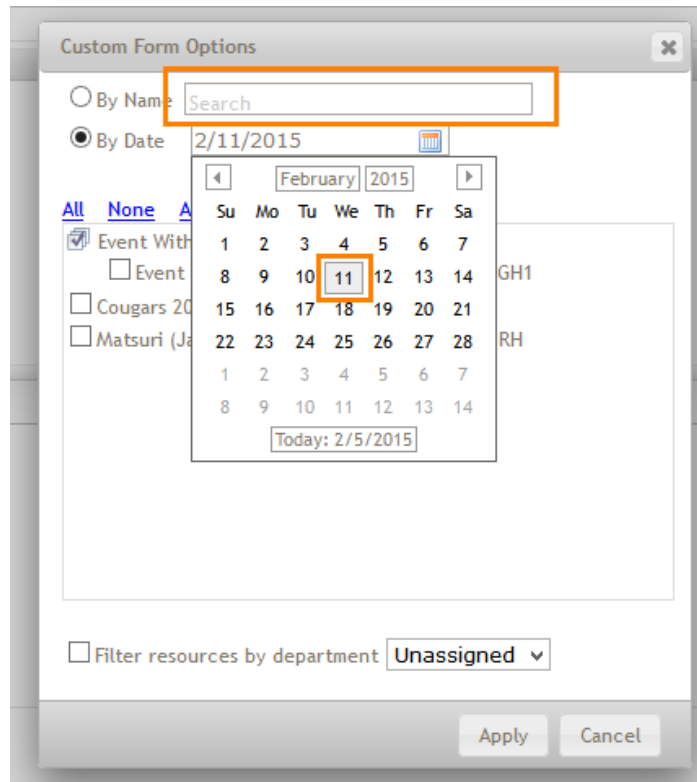 Custom Form Options
By Name Search
By Date 2/11/2015
February 2015
All None A
Su Mo Tu We Th Fr Sa
Event With
1 2 3 4 5 6 7
Event
8 9 10 11 12 13 14
GH1
Cougars 20
15 16 17 18 19 20 21
Matsuri (Ja
22 23 24 25 26 27 28
RH
1 2 3 4 5 6 7
8 9 10 11 12 13 14
Today: 2/5/2015
Filter resources by department Unassigned
Apply Cancel